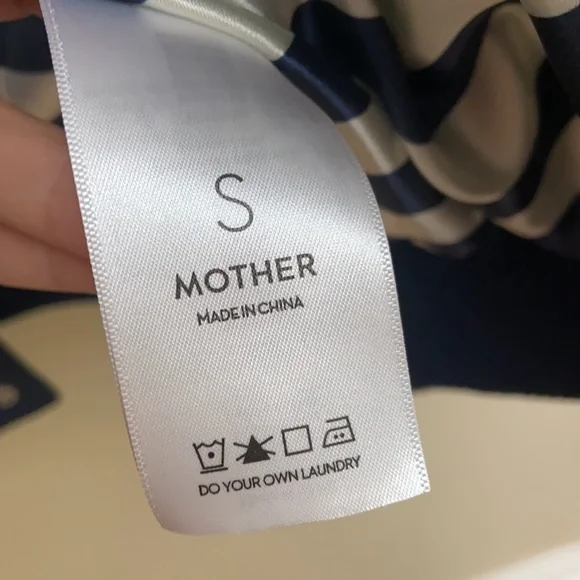 S
MOTHER
MADE IN CHINA
DO YOUR OWN LAUNDRY